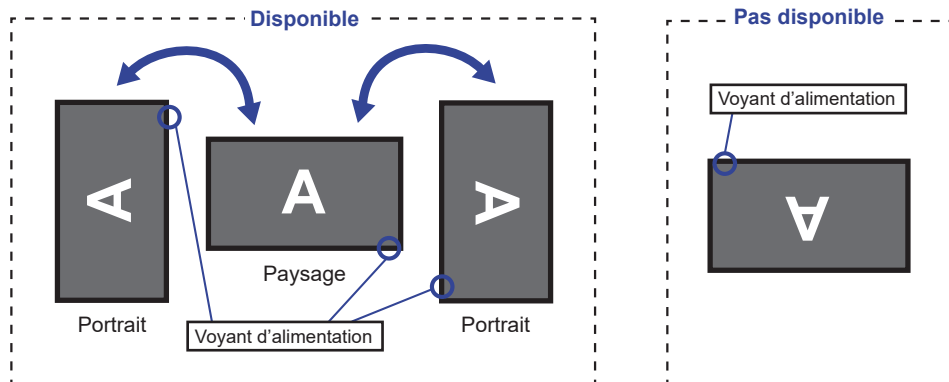 Disponible
Pas disponible
Voyant d’alimentation
A
A
A
A
Paysage
Portrait
Voyant d’alimentation
Portrait